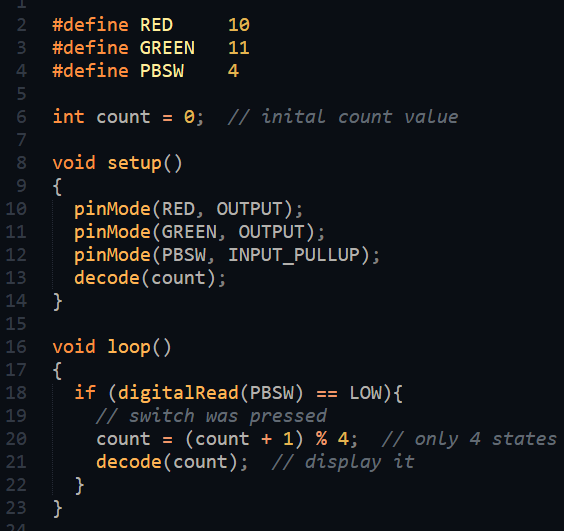 1
2 #define RED     10
3 #define GREEN   11
4 #define PBSW    4
5
6 int count = 0;  // inital count value
7
8 void setup()
9 {
10   pinMode(RED, OUTPUT);
11   pinMode(GREEN, OUTPUT);
12   pinMode(PBSW, INPUT_PULLUP);
13   decode(count);
14 }
15
16 void loop()
17 {
18   if (digitalRead(PBSW) == LOW){
19     // switch was pressed
20     count = (count + 1) % 4;  // only 4 states
21     decode(count);  // display it
22   }
23 }
24